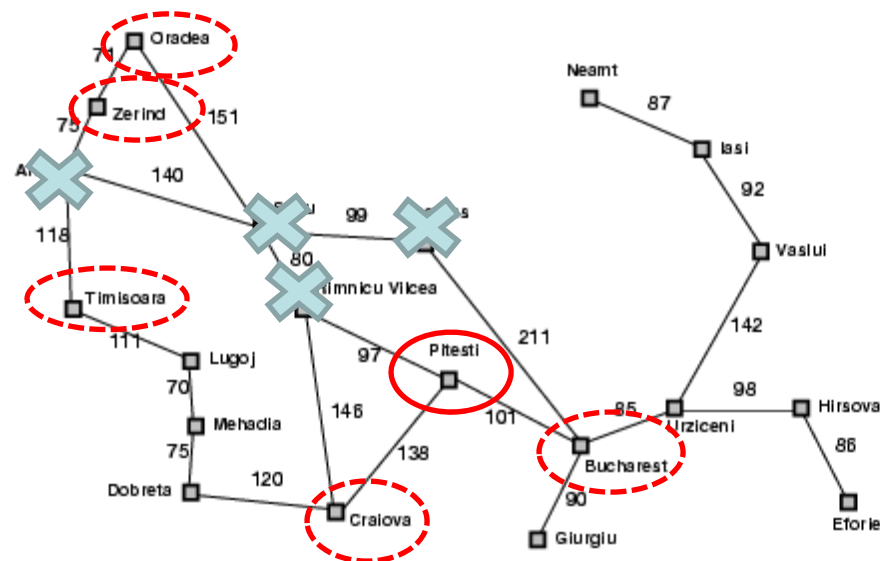 Oradea
71
Neamt
87
Zerind
151
75
Iasi
140
92
99
118
80
Vaslui
Timisoara
Rimnicu Vilcea
142
111
Pitesti
211
Lugoj
97
70
98
Hirsova
146
101
85
Urziceni
Mehadia
138
86
75
Bucharest
120
Dobreta
90
Craiova
Eforie
Giurgiu